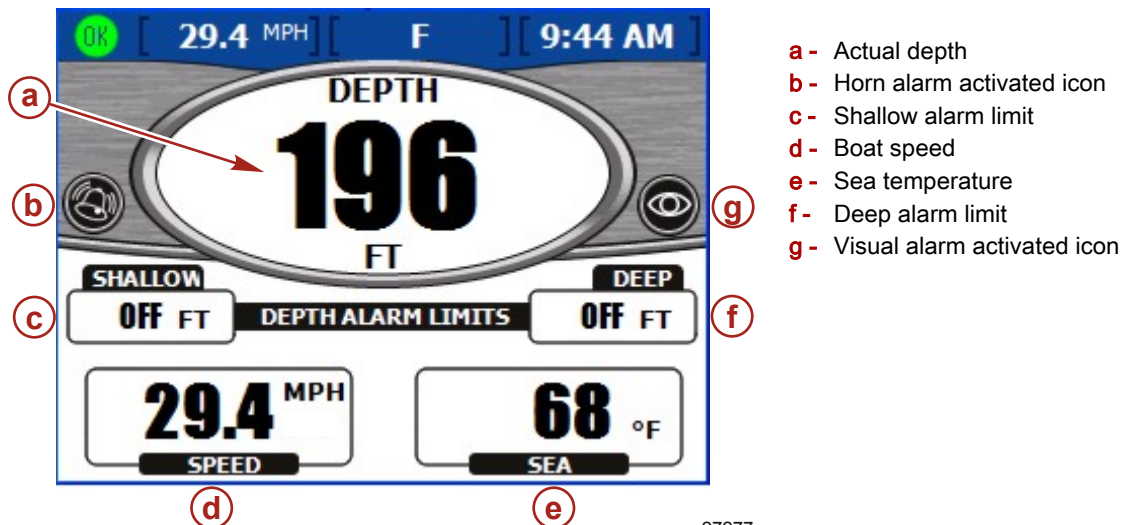 OK [ 29.4 MPH ] [ F ] [ 9:44 AM ]
DEPTH
196
FT
SHALLOW
OFF FT
DEPTH ALARM LIMITS
DEEP
OFF FT
29.4 MPH
SPEED
68 °F
SEA
a
b
c
d
e
f
g
a - Actual depth
b - Horn alarm activated icon
c - Shallow alarm limit
d - Boat speed
e - Sea temperature
f - Deep alarm limit
g - Visual alarm activated icon